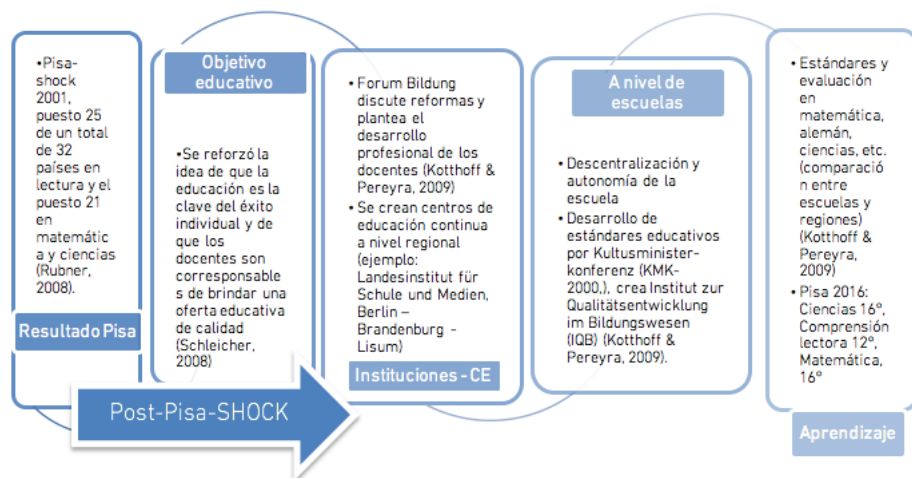 •Pisa-
shock
2001,
puesto 25
de un total
de 32
países en
lectura y el
puesto 21
en
matemátic
a y ciencias
(Rubner,
2008).
Resultado Pisa
Objetivo
educativo
•Se reforzó la
idea de que la
educación es la
clave del éxito
individual y de
que los
docentes son
corresponsable
s de brindar una
oferta educativa
de calidad
(Schleicher,
2008)
• Forum Bildung
discute reformas y
plantea el
desarrollo
profesional de los
docentes (Kotthoff &
Pereyra, 2009)
• Se crean centros de
educación continua
a nivel regional
(ejemplo:
Landesinstitut für
Schule und Medien,
Berlin –
Brandenburg -
Lisum)
Instituciones - CE
A nivel de
escuelas
• Descentralización y
autonomía de la
escuela
• Desarrollo de
estándares educativos
por Kultusminister-
konferenz (KMK-
2000,), crea Institut zur
Qualitätsentwicklung
im Bildungswesen
(IQB) (Kotthoff &
Pereyra, 2009).
• Estándares y
evaluación
en
matemática,
alemán,
ciencias, etc.
(comparació
n entre
escuelas y
regiones)
(Kotthoff &
Pereyra,
2009)
• Pisa 2016:
Ciencias 16°,
Comprensión
lectora 12°,
Matemática,
16°
Aprendizaje
Post-Pisa-SHOCK